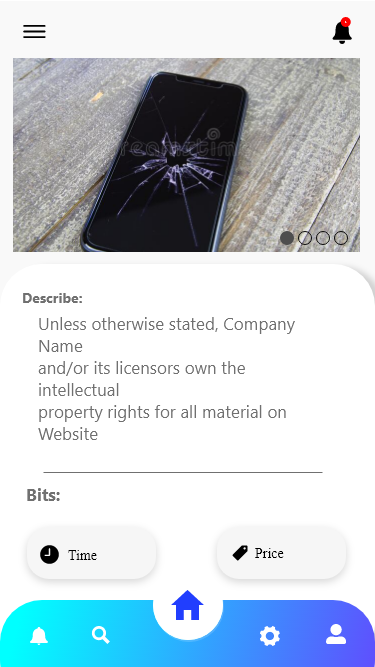 Describe:
Unless otherwise stated, Company
Name
and/or its licensors own the
intellectual
property rights for all material on
Website
Bits:
Time
Price